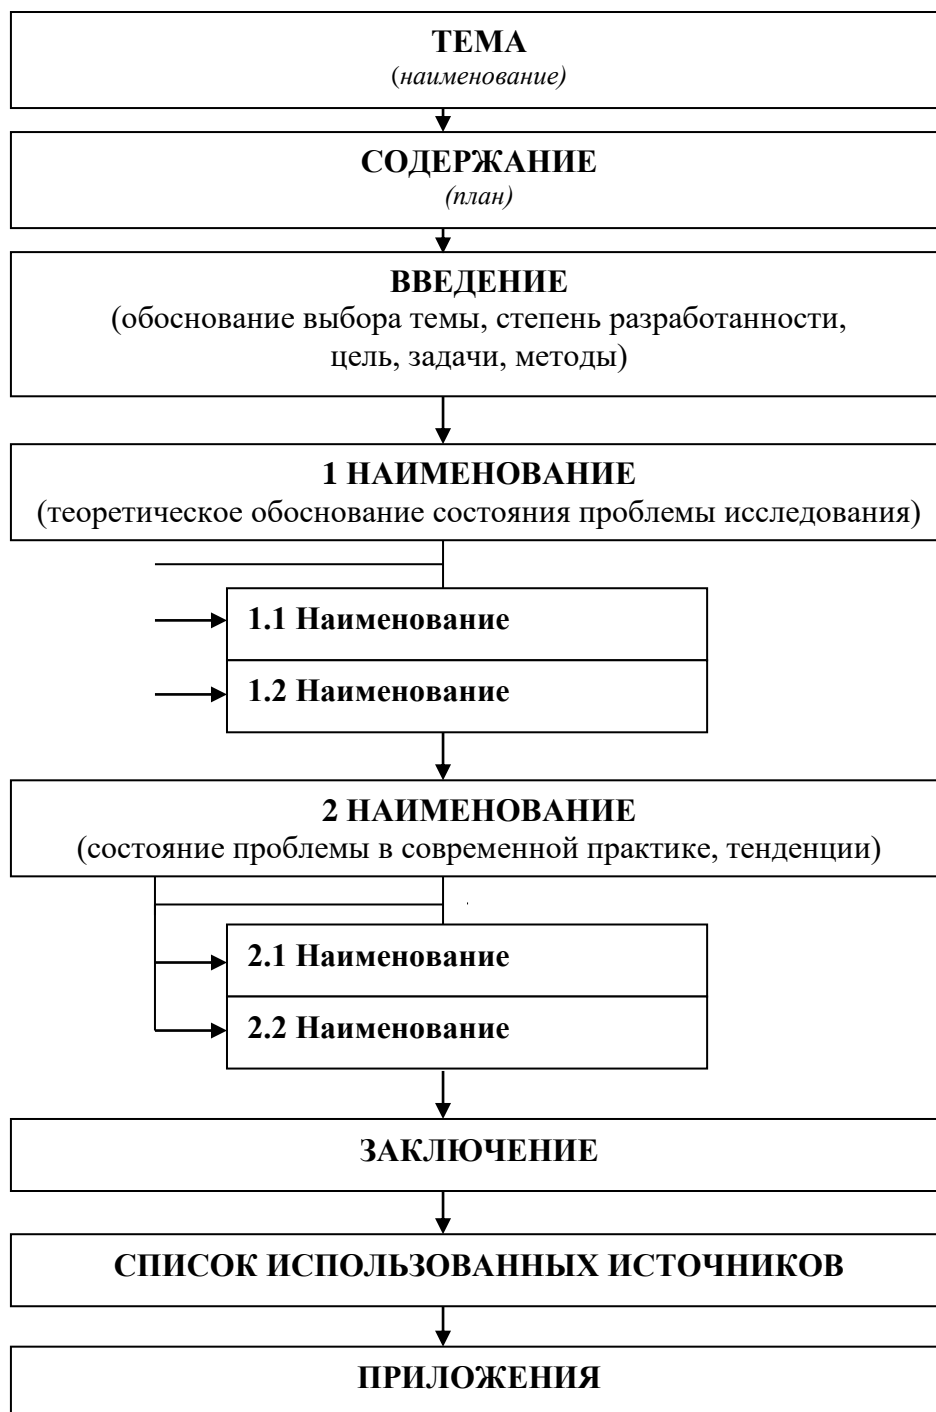 ТЕМА
(наименование)
СОДЕРЖАНИЕ
(план)
ВВЕДЕНИЕ
(обоснование выбора темы, степень разработанности,
цель, задачи, методы)
1 НАИМЕНОВАНИЕ
(теоретическое обоснование состояния проблемы исследования)
1.1 Наименование
1.2 Наименование
2 НАИМЕНОВАНИЕ
(состояние проблемы в современной практике, тенденции)
2.1 Наименование
2.2 Наименование
ЗАКЛЮЧЕНИЕ
СПИСОК ИСПОЛЬЗОВАННЫХ ИСТОЧНИКОВ
ПРИЛОЖЕНИЯ